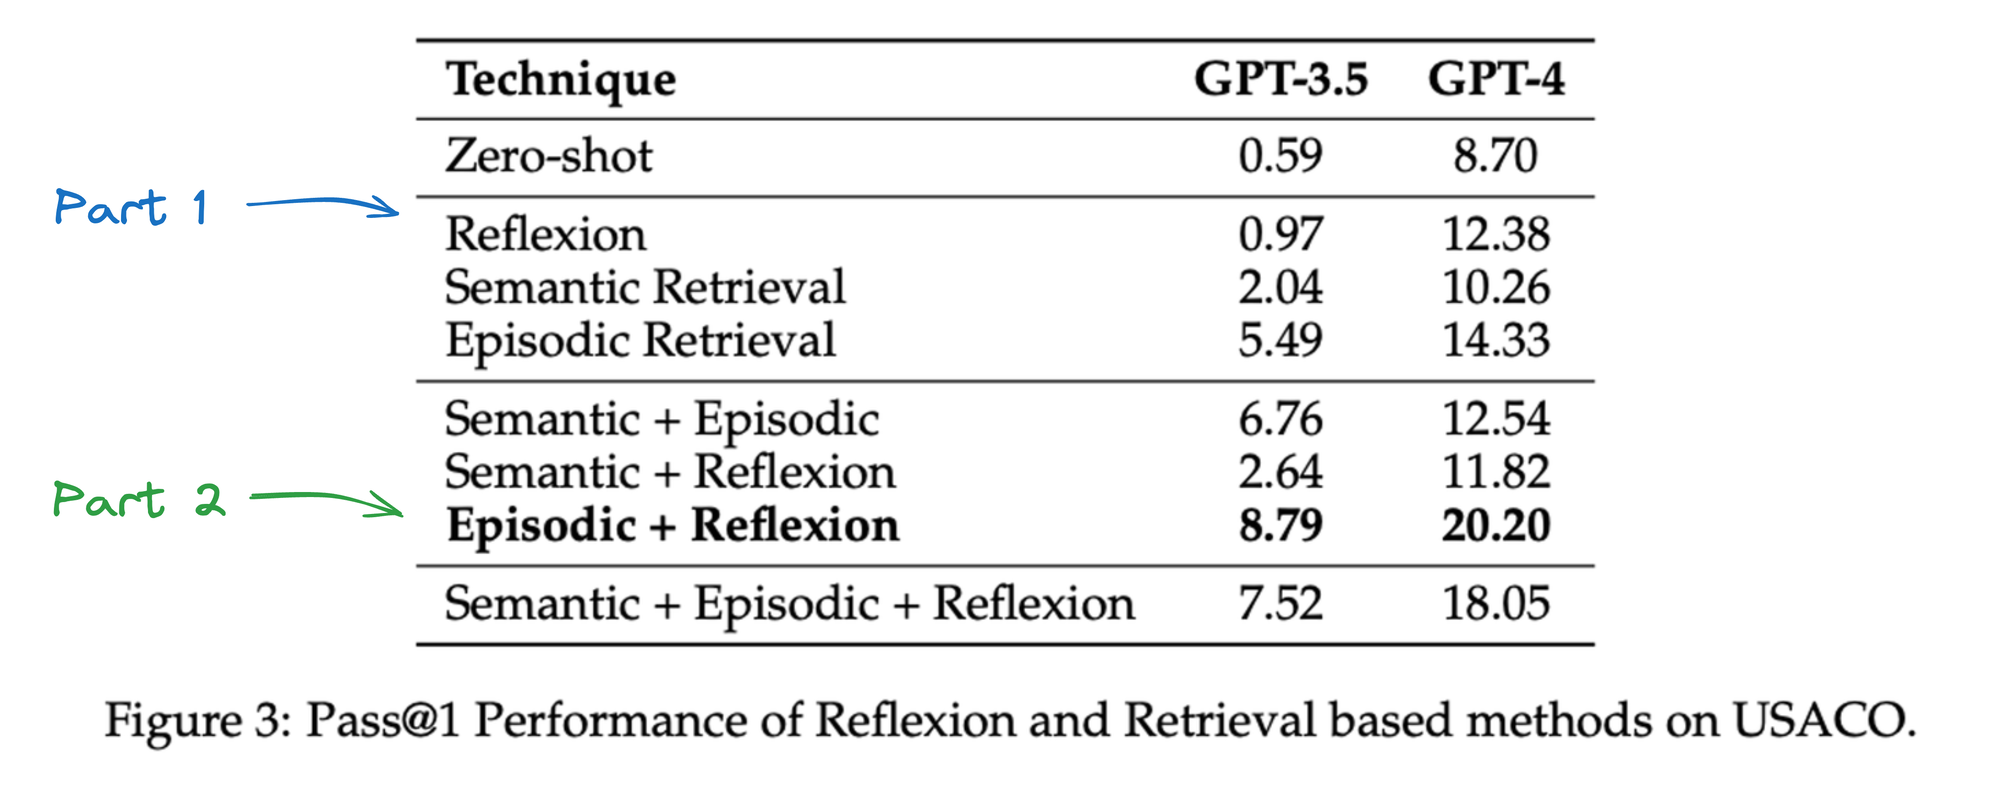 Technique GPT-3.5 GPT-4
Zero-shot 0.59 8.70
Part 1
Reflexion 0.97 12.38
Semantic Retrieval 2.04 10.26
Episodic Retrieval 5.49 14.33
Semantic + Episodic 6.76 12.54
Semantic + Reflexion 2.64 11.82
Part 2
Episodic + Reflexion 8.79 20.20
Semantic + Episodic + Reflexion 7.52 18.05
Figure 3: Pass@1 Performance of Reflexion and Retrieval based methods on USACO.